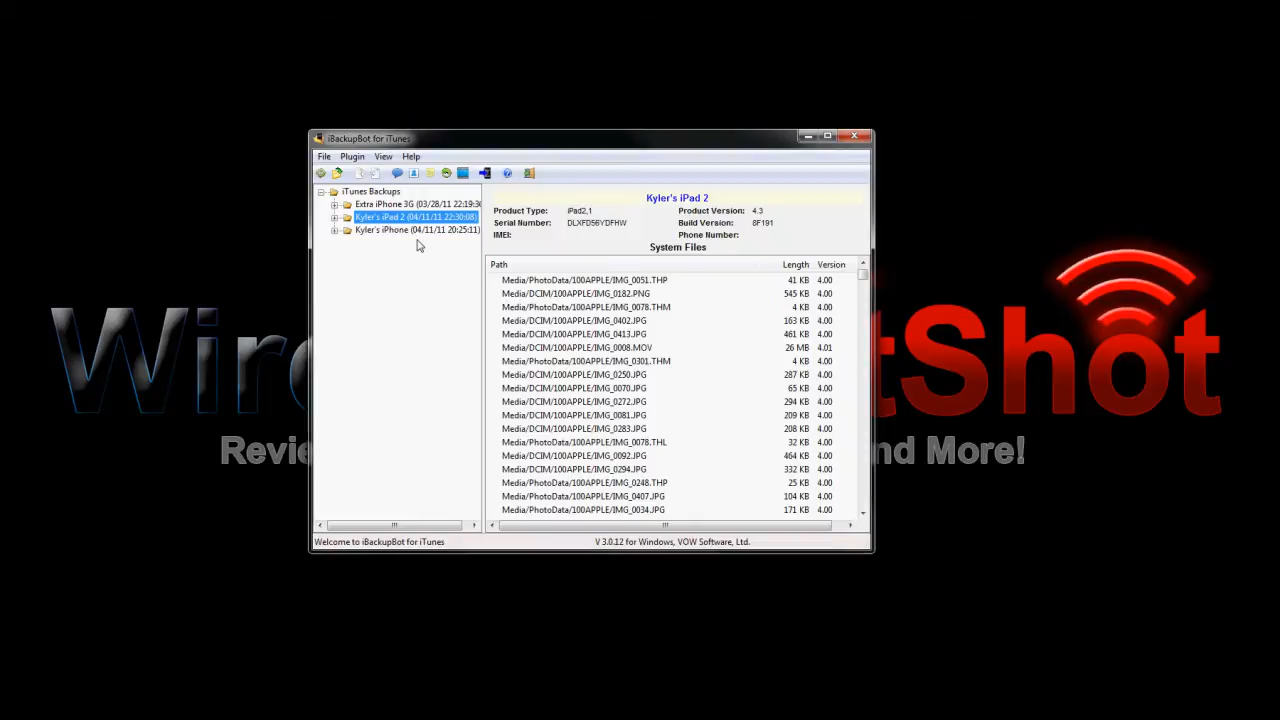 iBackupBot for iTunes
File Plugin View Help
iTunes Backups
Extra iPhone 3G (03/28/11 22:19:3
Kyler's iPad 2 (04/11/11 22:30:08)
Kyler's iPhone (04/11/11 20:25:11)
Kyler's iPad 2
Product Type: iPad2,1 Product Version: 4.3
Serial Number: DLXFD56YDFHW Build Version: 8F191
IMEI: Phone Number:
System Files
Path Length Version
Media/PhotoData/100APPLE/IMG_0051.THP 41 KB 4.00
Media/DCIM/100APPLE/IMG_0182.PNG 545 KB 4.00
Media/PhotoData/100APPLE/IMG_0078.THM 4 KB 4.00
Media/DCIM/100APPLE/IMG_0402.JPG 163 KB 4.00
Media/DCIM/100APPLE/IMG_0413.JPG 461 KB 4.00
Media/DCIM/100APPLE/IMG_0008.MOV 26 MB 4.01
Media/PhotoData/100APPLE/IMG_0301.THM 4 KB 4.00
Media/DCIM/100APPLE/IMG_0250.JPG 287 KB 4.00
Media/DCIM/100APPLE/IMG_0070.JPG 65 KB 4.00
Media/DCIM/100APPLE/IMG_0272.JPG 294 KB 4.00
Media/DCIM/100APPLE/IMG_0081.JPG 209 KB 4.00
Media/DCIM/100APPLE/IMG_0283.JPG 208 KB 4.00
Media/PhotoData/100APPLE/IMG_0078.THL 32 KB 4.00
Media/DCIM/100APPLE/IMG_0092.JPG 464 KB 4.00
Media/DCIM/100APPLE/IMG_0294.JPG 332 KB 4.00
Media/PhotoData/100APPLE/IMG_0248.THP 25 KB 4.00
Media/PhotoData/100APPLE/IMG_0407.JPG 104 KB 4.00
Media/PhotoData/100APPLE/IMG_0034.JPG 171 KB 4.00
Welcome to iBackupBot for iTunes V 3.0.12 for Windows, VOW Software, Ltd.
Wire tShot
Revie nd More!